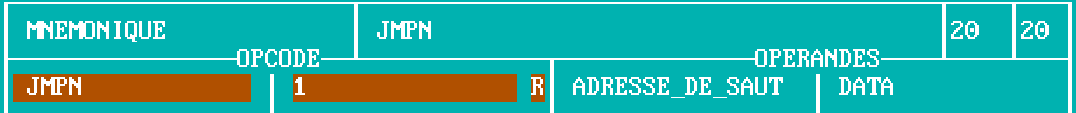 MNEMONIQUE JMPN 20 20
OPCODE OPERANDES
JMPN 1 R ADRESSE_DE_SAUT DATA